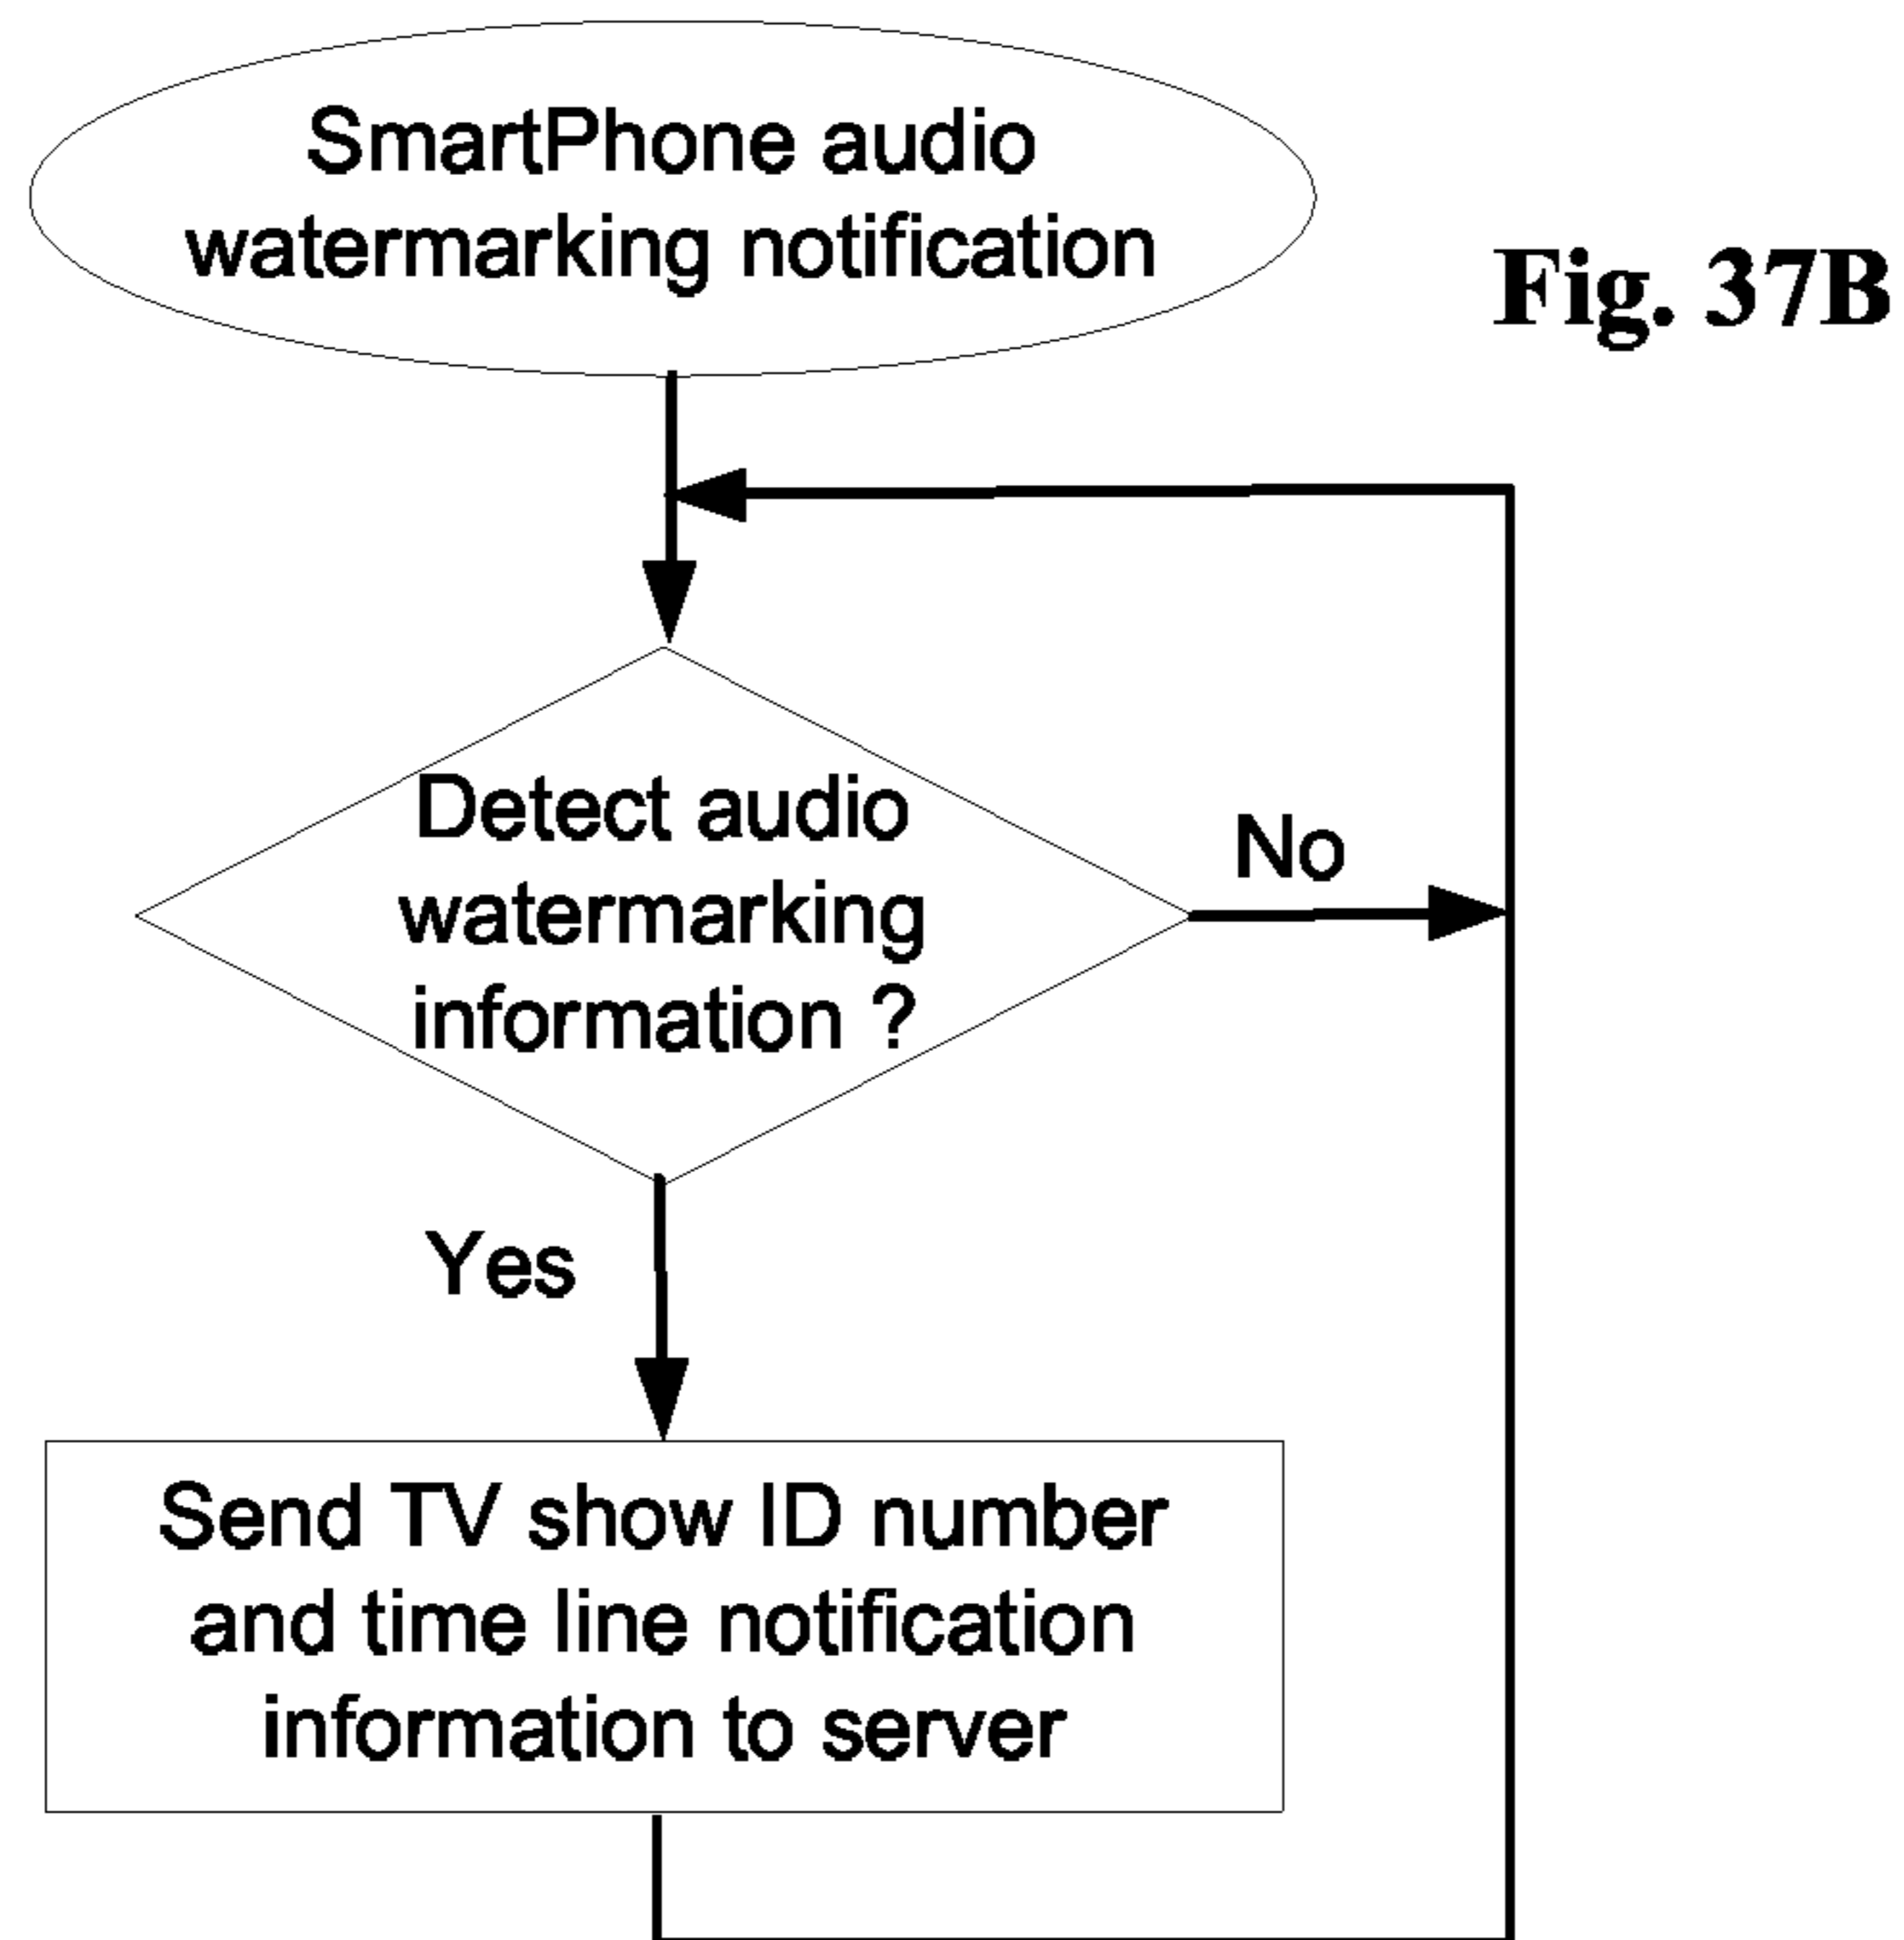 SmartPhone audio
watermarking notification
Fig. 37B
Detect audio
watermarking
information ?
No
Yes
Send TV show ID number
and time line notification
information to server